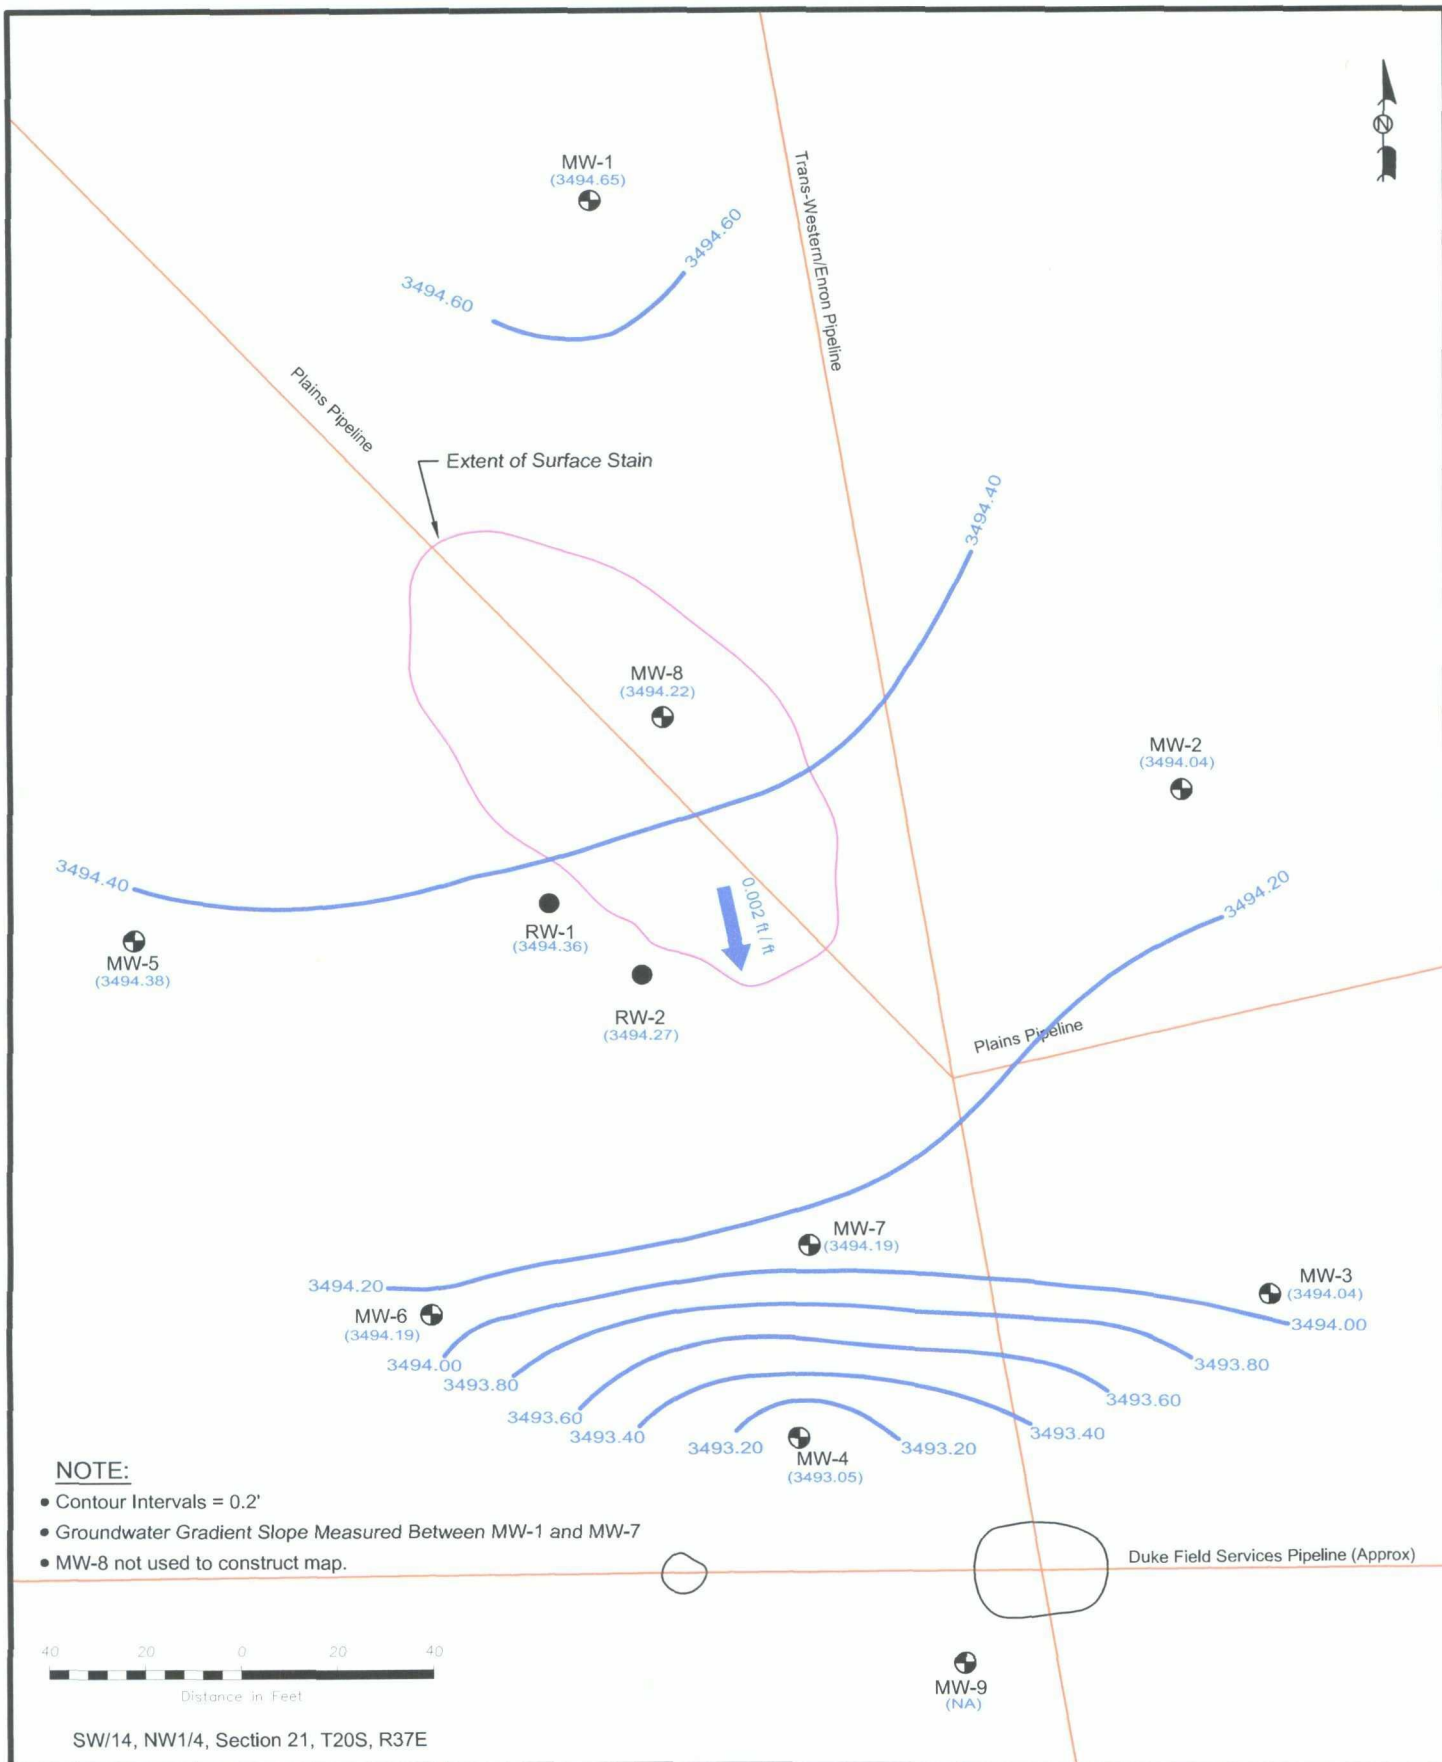 MW-1
(3494.65)
N
3494.60
3494.60
Trans-Western/Enron Pipeline
Plains Pipeline
Extent of Surface Stain
3494.40
MW-8
(3494.22)
MW-2
(3494.04)
3494.40
3494.20
0.002 ft / ft
RW-1
(3494.36)
MW-5
(3494.38)
RW-2
(3494.27)
Plains Pipeline
MW-7
(3494.19)
3494.20
MW-3
(3494.04)
MW-6
(3494.19)
3494.00
3494.00
3493.80
3493.80
3493.60
3493.60
3493.40
3493.40
3493.20
3493.20
MW-4
(3493.05)
NOTE:
• Contour Intervals = 0.2'
• Groundwater Gradient Slope Measured Between MW-1 and MW-7
• MW-8 not used to construct map.
Duke Field Services Pipeline (Approx)
40 20 0 20 40
Distance in Feet
MW-9
(NA)
SW/14, NW1/4, Section 21, T20S, R37E